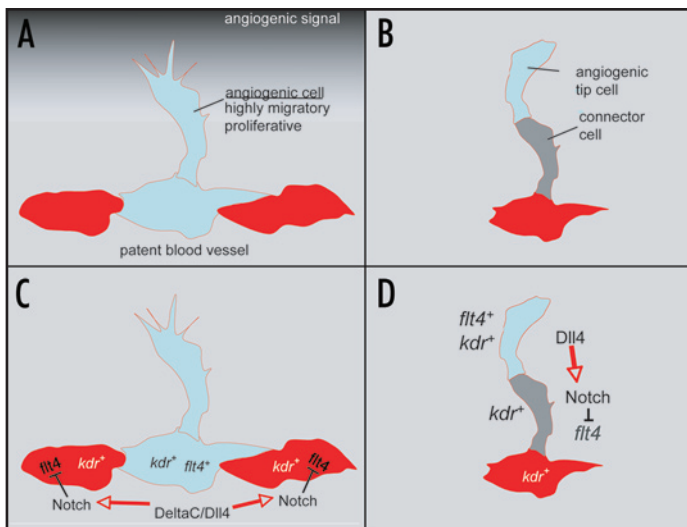 angiogenic signal
A
angiogenic cell
highly migratory
proliferative
patent blood vessel
B
angiogenic
tip cell
connector
cell
C
flt4
kdr+
kdr+
flt4+
kdr+
flt4
Notch
DeltaC/Dll4
Notch
D
flt4+
kdr+
Dll4
Notch
flt4
kdr+
kdr+